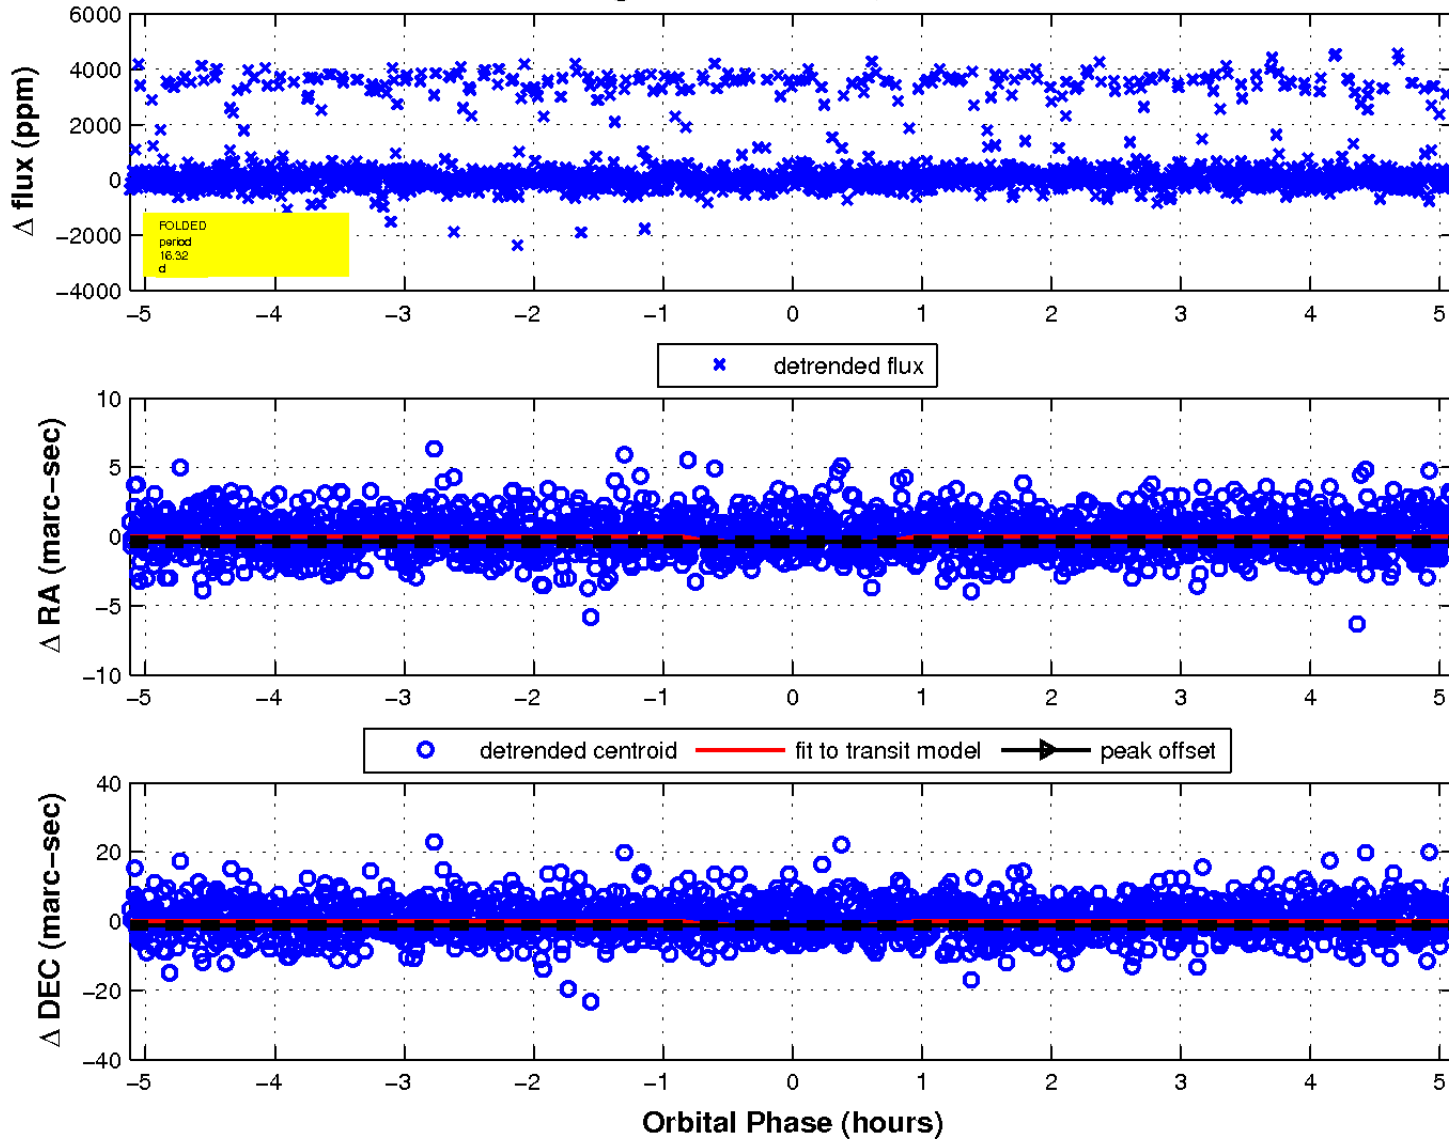 6000
4000
2000
0
−2000
−4000
Δ flux (ppm)
FOLDED
period
16.32
d
−5 −4 −3 −2 −1 0 1 2 3 4 5
detrended flux
10
5
0
−5
−10
Δ RA (marc−sec)
−5 −4 −3 −2 −1 0 1 2 3 4 5
detrended centroid fit to transit model peak offset
40
20
0
−20
−40
Δ DEC (marc−sec)
−5 −4 −3 −2 −1 0 1 2 3 4 5
Orbital Phase (hours)